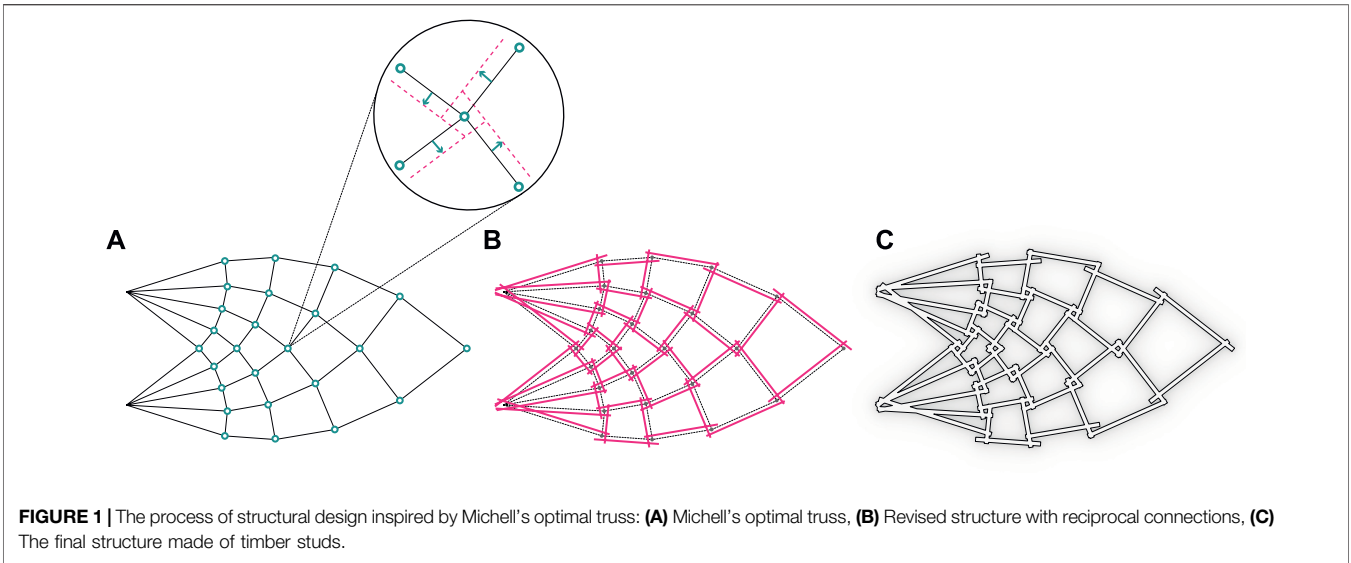 A
B
C
FIGURE 1 | The process of structural design inspired by Michell's optimal truss: (A) Michell's optimal truss, (B) Revised structure with reciprocal connections, (C)
The final structure made of timber studs.